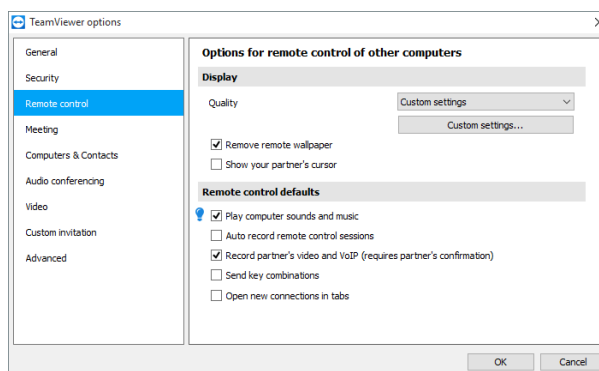 TeamViewer options
General
Security
Remote control
Meeting
Computers & Contacts
Audio conferencing
Video
Custom invitation
Advanced
Options for remote control of other computers
Display
Quality
Custom settings
Custom settings...
Remove remote wallpaper
Show your partner's cursor
Remote control defaults
Play computer sounds and music
Auto record remote control sessions
Record partner's video and VoIP (requires partner's confirmation)
Send key combinations
Open new connections in tabs
OK
Cancel